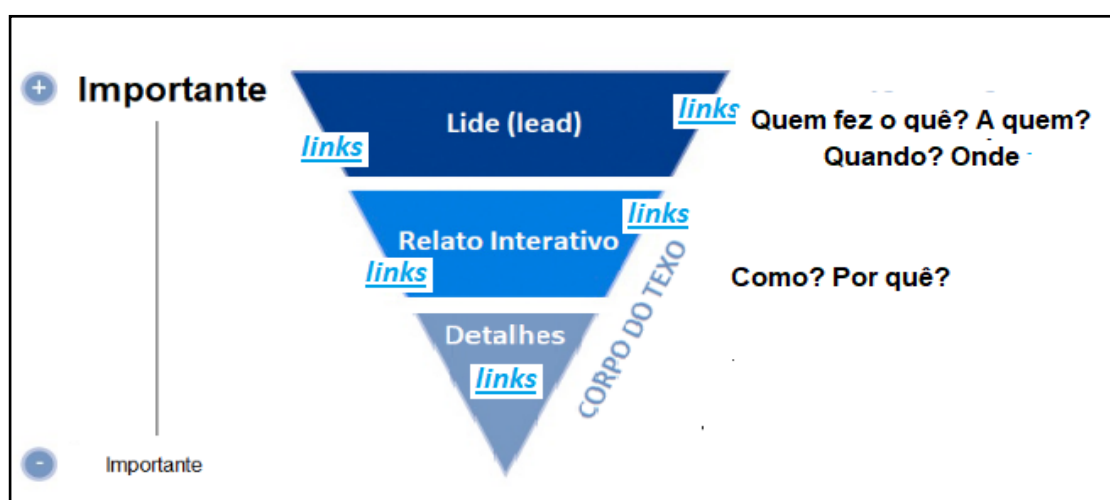 + Importante
Lide (lead)
links
links
Quem fez o quê? A quem?
Quando? Onde
Relato Interativo
links
links
Como? Por quê?
Detalhes
links
CORPO DO TEXO
- Importante